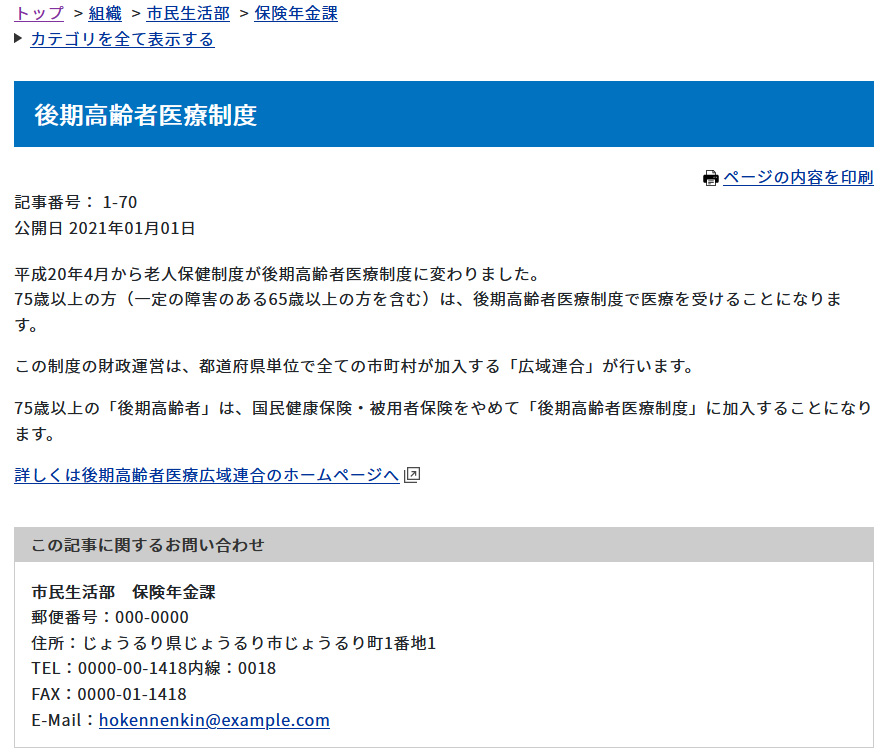 トップ > 組織 > 市民生活部 > 保険年金課
カテゴリを全て表示する
後期高齢者医療制度
ページの内容を印刷
記事番号： 1-70
公開日 2021年01月01日
平成20年4月から老人保健制度が後期高齢者医療制度に変わりました。
75歳以上の方（一定の障害のある65歳以上の方を含む）は、後期高齢者医療制度で医療を受けることになりま
す。
この制度の財政運営は、都道府県単位で全ての市町村が加入する「広域連合」が行います。
75歳以上の「後期高齢者」は、国民健康保険・被用者保険をやめて「後期高齢者医療制度」に加入することになり
ます。
詳しくは後期高齢者医療広域連合のホームページへ
この記事に関するお問い合わせ
市民生活部　保険年金課
郵便番号：000-0000
住所：じょうるり県じょうるり市じょうるり町1番地1
TEL：0000-00-1418内線：0018
FAX：0000-01-1418
E-Mail：hokennenkin@example.com